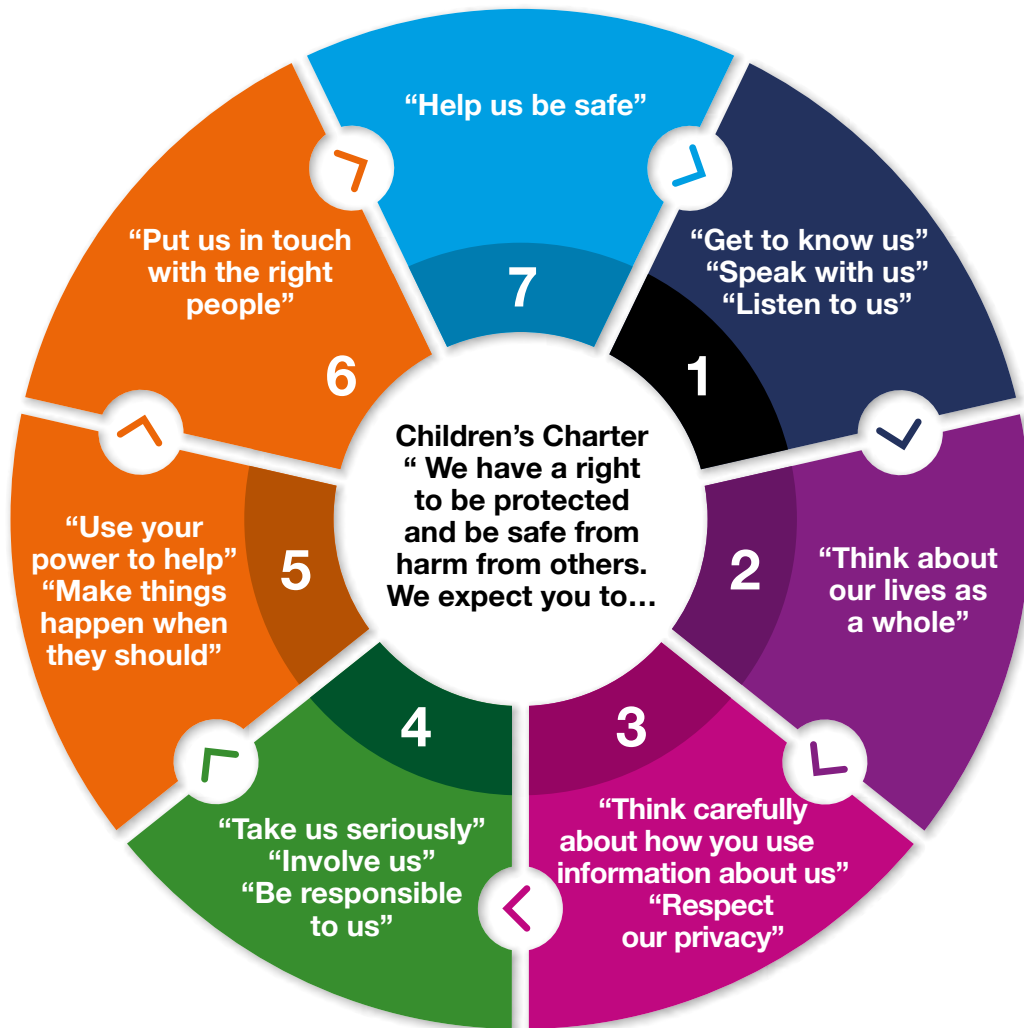 Children’s Charter
“ We have a right
to be protected
and be safe from
harm from others.
We expect you to…
1
“Get to know us”
“Speak with us”
“Listen to us”
2
“Think about
our lives as
a whole”
3
“Think carefully
about how you use
information about us”
“Respect
our privacy”
4
“Take us seriously”
“Involve us”
“Be responsible
to us”
5
“Use your
power to help”
“Make things
happen when
they should”
6
“Put us in touch
with the right
people”
7
“Help us be safe”